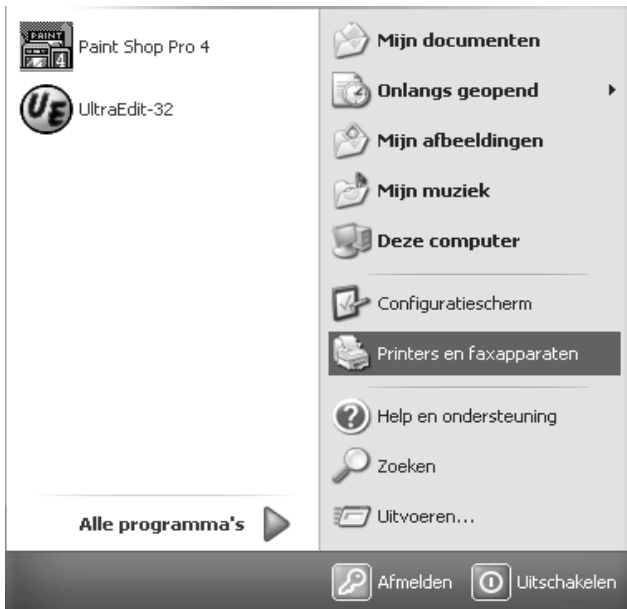 Paint Shop Pro 4
UltraEdit-32
Alle programma's
Mijn documenten
Onlangs geopend
Mijn afbeeldingen
Mijn muziek
Deze computer
Configuratiescherm
Printers en faxapparaten
Help en ondersteuning
Zoeken
Uitvoeren...
Afmelden
Uitschakelen